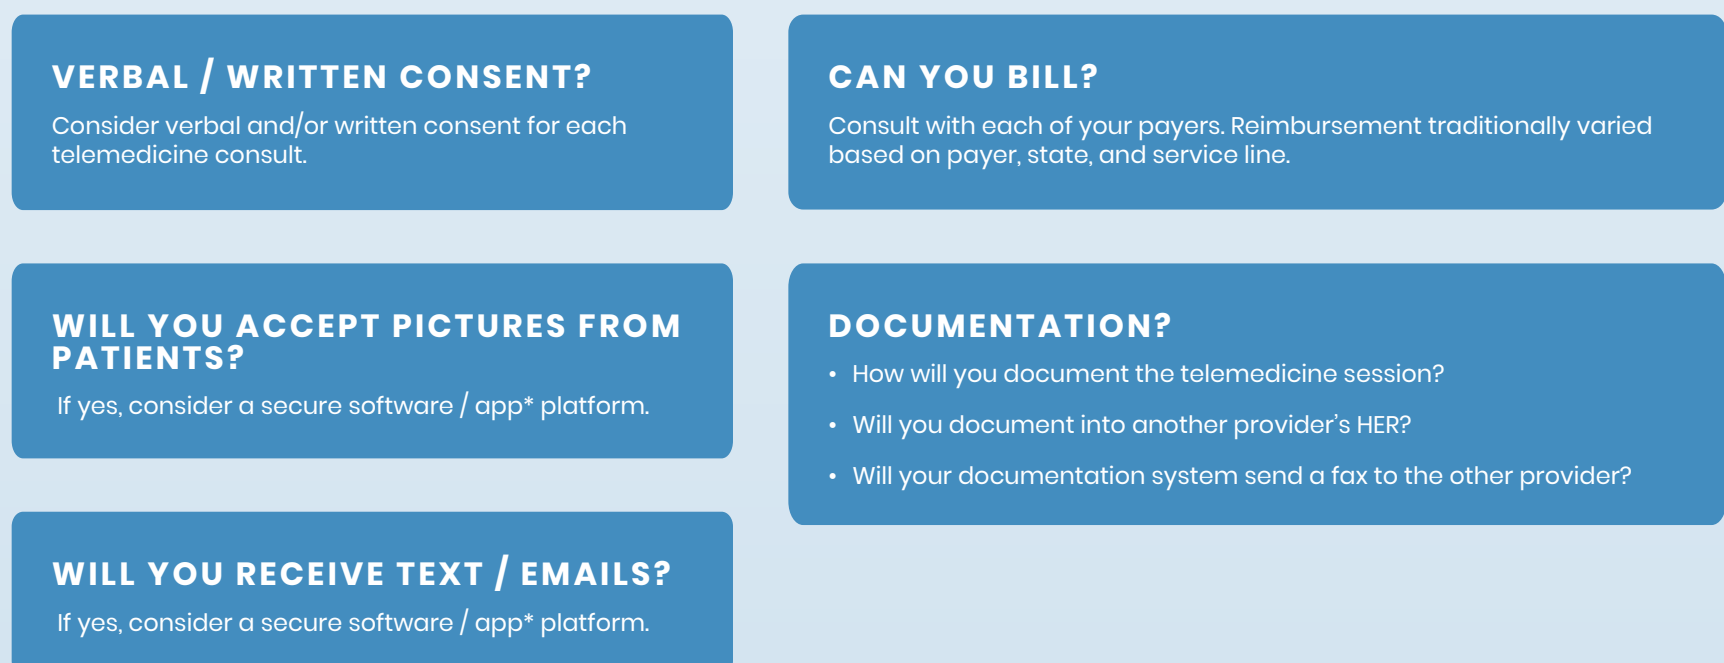 VERBAL / WRITTEN CONSENT?
Consider verbal and/or written consent for each
telemedicine consult.
WILL YOU ACCEPT PICTURES FROM
PATIENTS?
If yes, consider a secure software / app* platform.
WILL YOU RECEIVE TEXT / EMAILS?
If yes, consider a secure software / app* platform.
CAN YOU BILL?
Consult with each of your payers. Reimbursement traditionally varied
based on payer, state, and service line.
DOCUMENTATION?
• How will you document the telemedicine session?
• Will you document into another provider’s HER?
• Will your documentation system send a fax to the other provider?